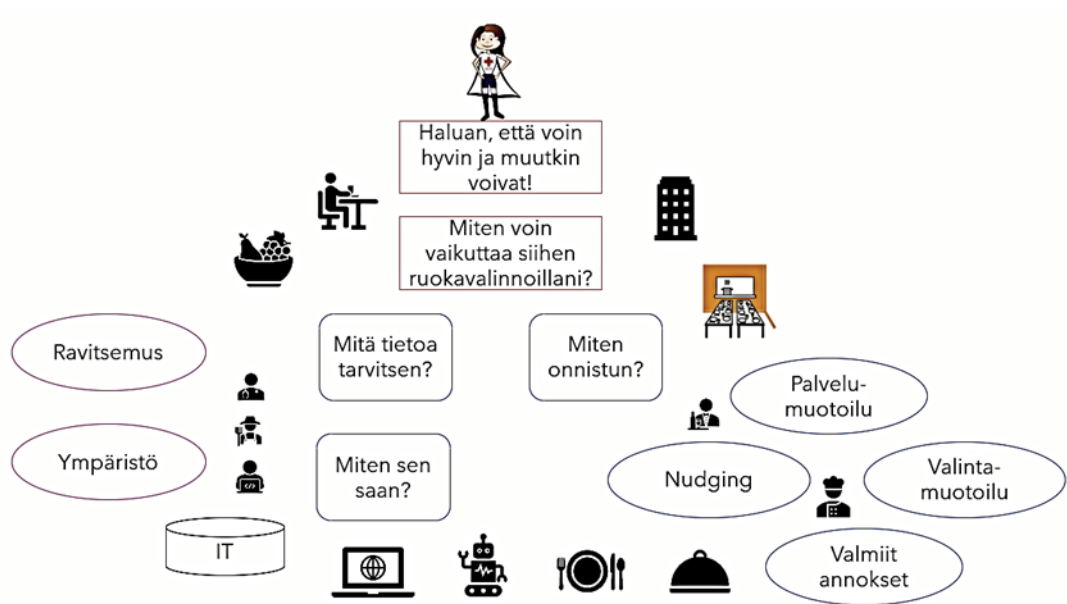 Haluan, että voin
hyvin ja muutkin
voivat!
Miten voin
vaikuttaa siihen
ruokavalinnoillani?
Ravitsemus
Mitä tietoa
tarvitsen?
Miten
onnistun?
Palvelu-
muotoilu
Ympäristö
Miten sen
saan?
Nudging
Valinta-
muotoilu
IT
Valmiit
annokset